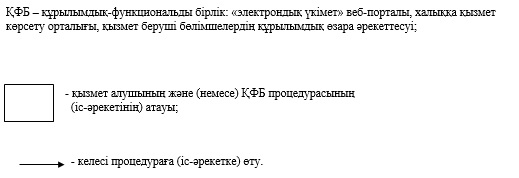 ҚФБ – құрылымдық-функциональды бірлік: «электрондық үкімет» веб-порталы, халыққа қызмет
көрсету орталығы, қызмет беруші бөлімшелердің құрылымдық өзара әрекеттесуі;
- қызмет алушының және (немесе) ҚФБ процедурасының
(іс-әрекетінің) атауы;
- келесі процедураға (іс-әрекетке) өту.